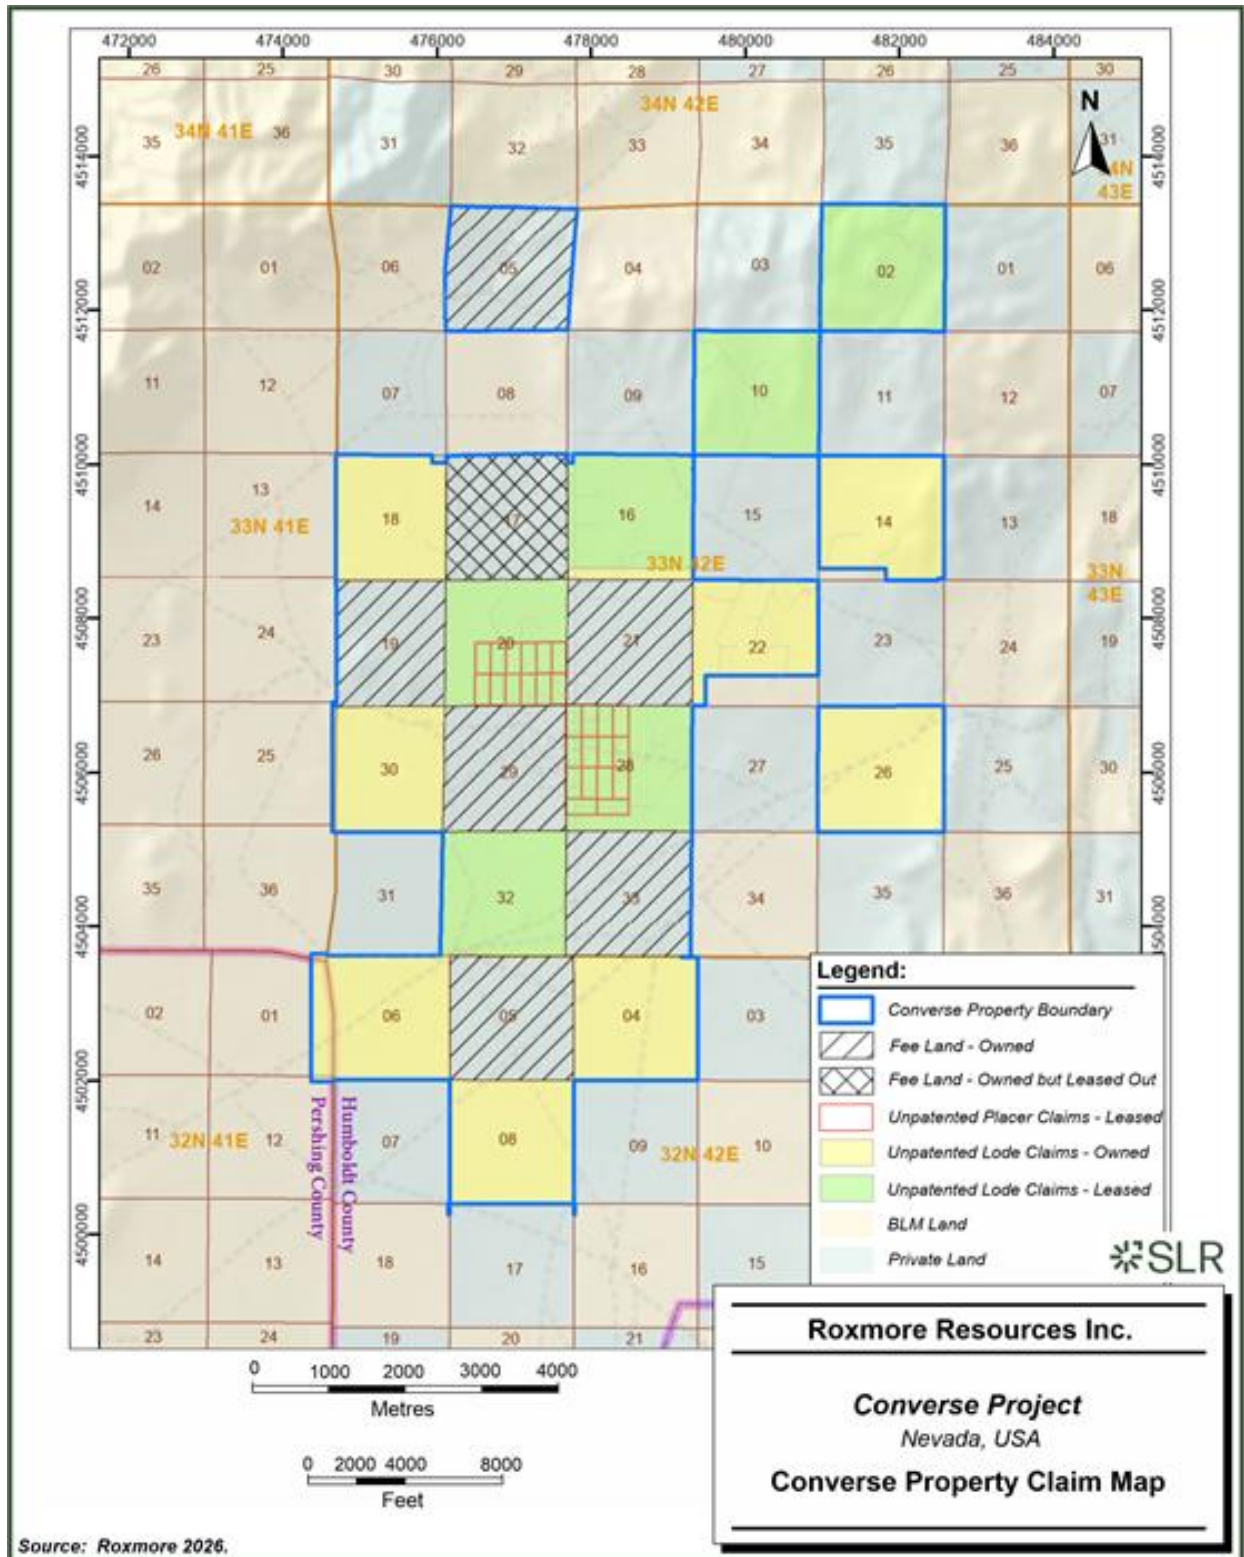 472000 474000 476000 478000 480000 482000 484000
26 25 30 29 28 27 26 25 30
34N 41E 34N 42E N
35 36 31 32 33 34 35 36 31
4514000 4514000
4N
43E
02 01 06 05 04 03 02 01 06
4512000 4512000
11 12 07 08 09 10 11 12 07
4510000 4510000
14 13 18 17 16 15 14 13 18
33N 41E 33N 42E 33N
43E
4508000 4508000
23 24 19 20 21 22 23 24 19
26 25 30 29 28 27 26 25 30
4506000 4506000
35 36 31 32 33 34 35 36 31
4504000 4504000
02 01 06 05 04 03
4502000
Pershing County
Humboldt County
11 32N 41E 12 07 08 09 32N 42E 10
4500000
14 13 18 17 16 15
23 24 19 20 21
Legend:
Converse Property Boundary
Fee Land - Owned
Fee Land - Owned but Leased Out
Unpatented Placer Claims - Leased
Unpatented Lode Claims - Owned
Unpatented Lode Claims - Leased
BLM Land
Private Land
SLR
0 1000 2000 3000 4000
Metres
0 2000 4000 8000
Feet
Roxmore Resources Inc.
Converse Project
Nevada, USA
Converse Property Claim Map
Source: Roxmore 2026.